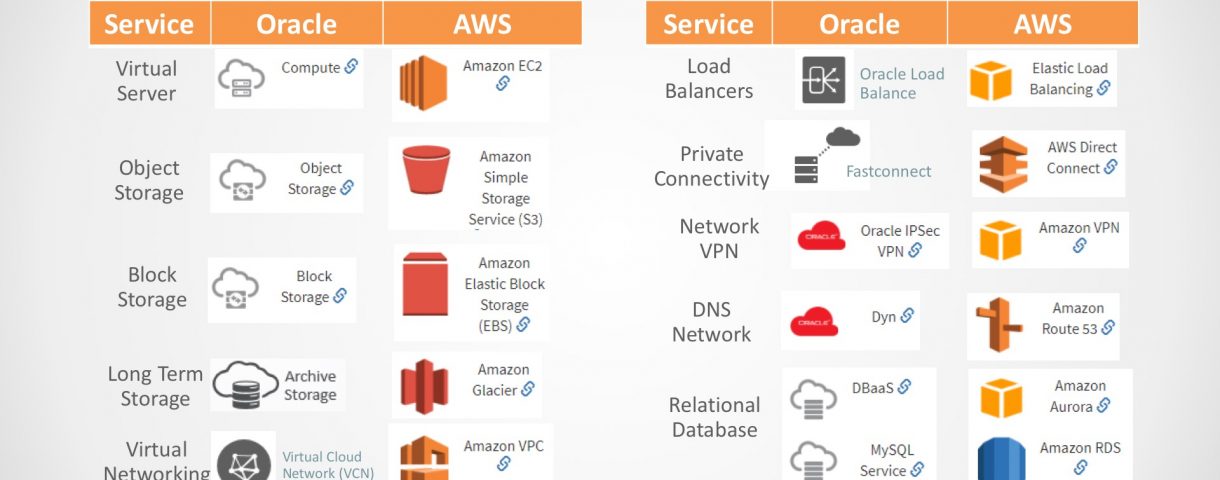 Service Oracle AWS
Virtual
Server
Compute
Amazon EC2
Object
Storage
Object
Storage
Amazon
Simple
Storage
Service (S3)
Block
Storage
Block
Storage
Amazon
Elastic Block
Storage
(EBS)
Long Term
Storage
Archive
Storage
Amazon
Glacier
Virtual
Networking
Virtual Cloud
Network (VCN)
Amazon VPC
Service Oracle AWS
Load
Balancers
Oracle Load
Balance
Elastic Load
Balancing
Private
Connectivity
Fastconnect
AWS Direct
Connect
Network
VPN
ORACLE
Oracle IPSec
VPN
Amazon VPN
DNS
Network
ORACLE
Dyn
Amazon
Route 53
Relational
Database
DBaaS
Amazon
Aurora
MySQL
Service
Amazon RDS